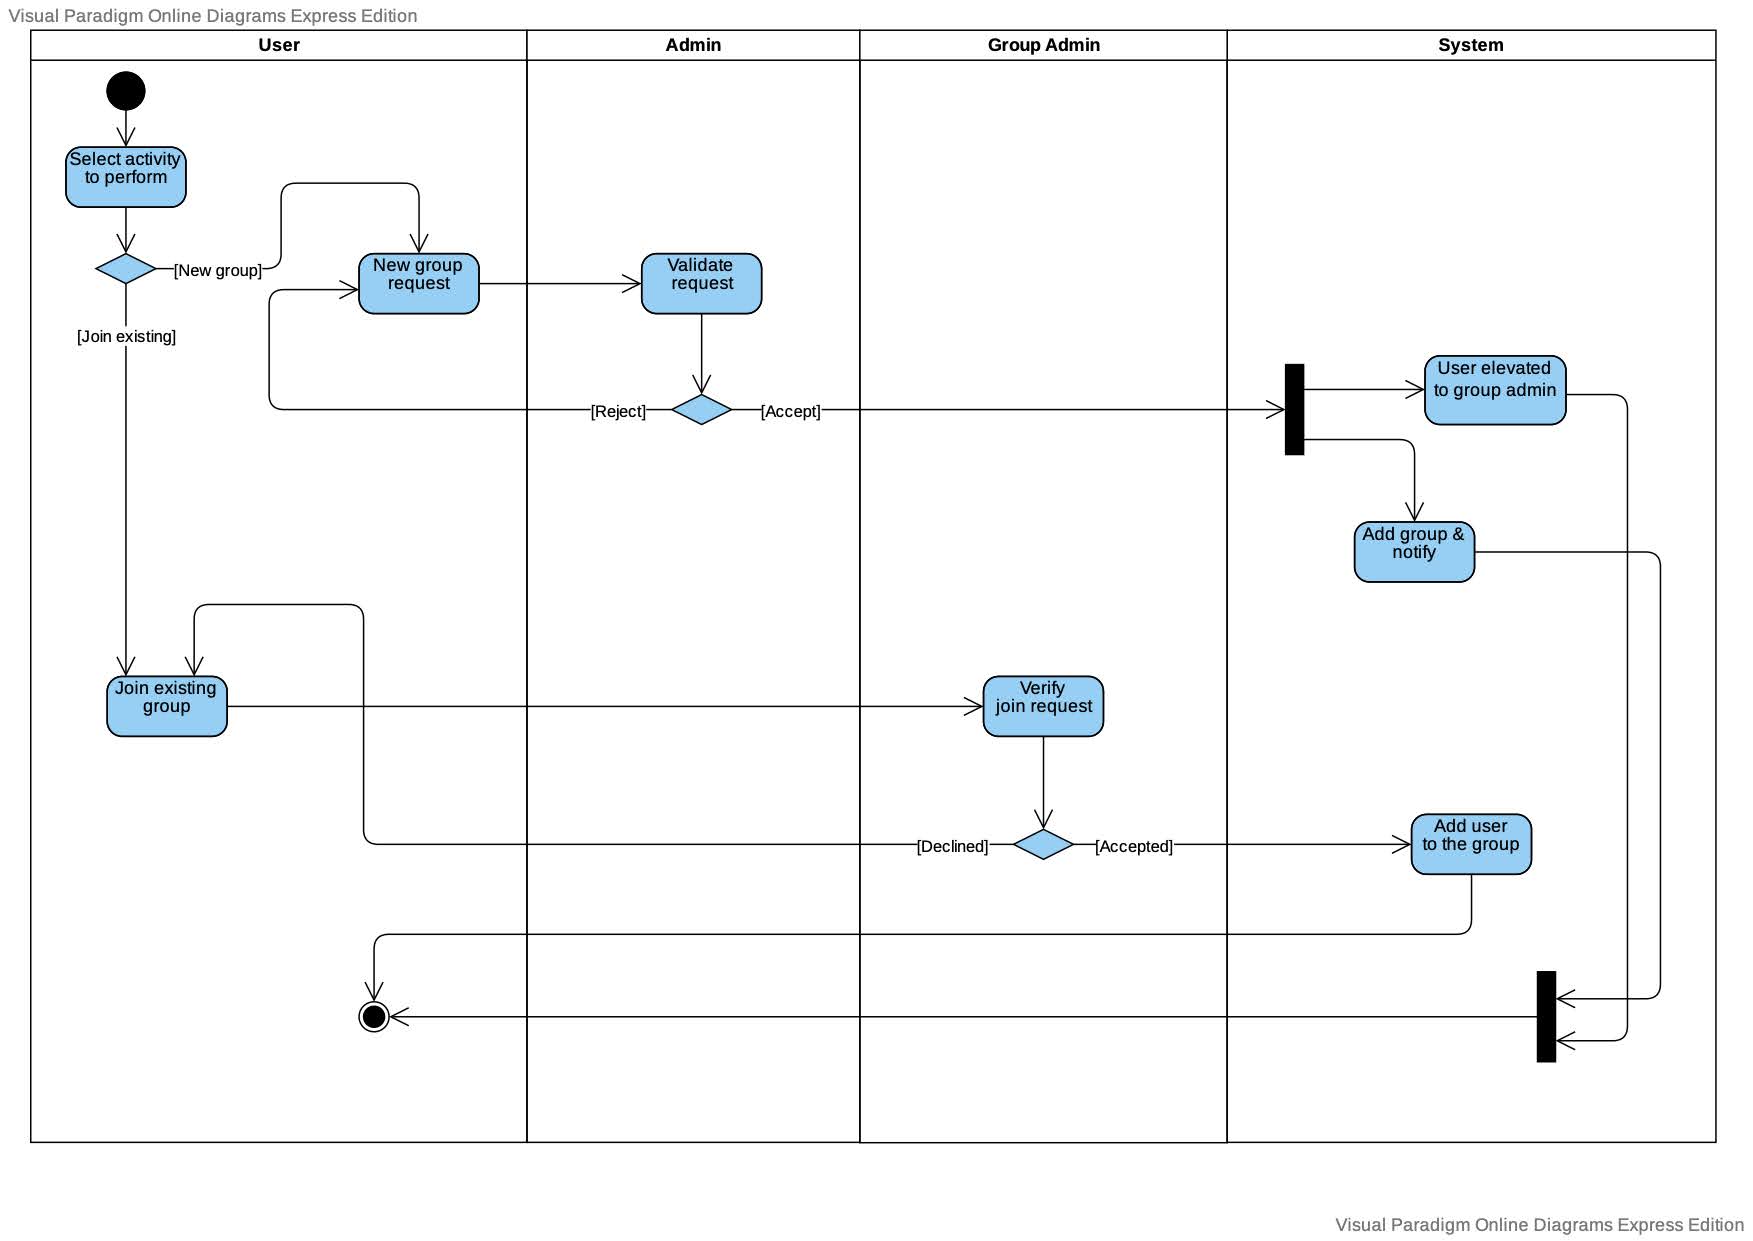 Visual Paradigm Online Diagrams Express Edition
User
Admin
Group Admin
System
Select activity
to perform
[New group]
New group
request
Validate
request
[Join existing]
[Reject]
[Accept]
User elevated
to group admin
Add group &
notify
Join existing
group
Verify
join request
[Declined]
[Accepted]
Add user
to the group
Visual Paradigm Online Diagrams Express Edition